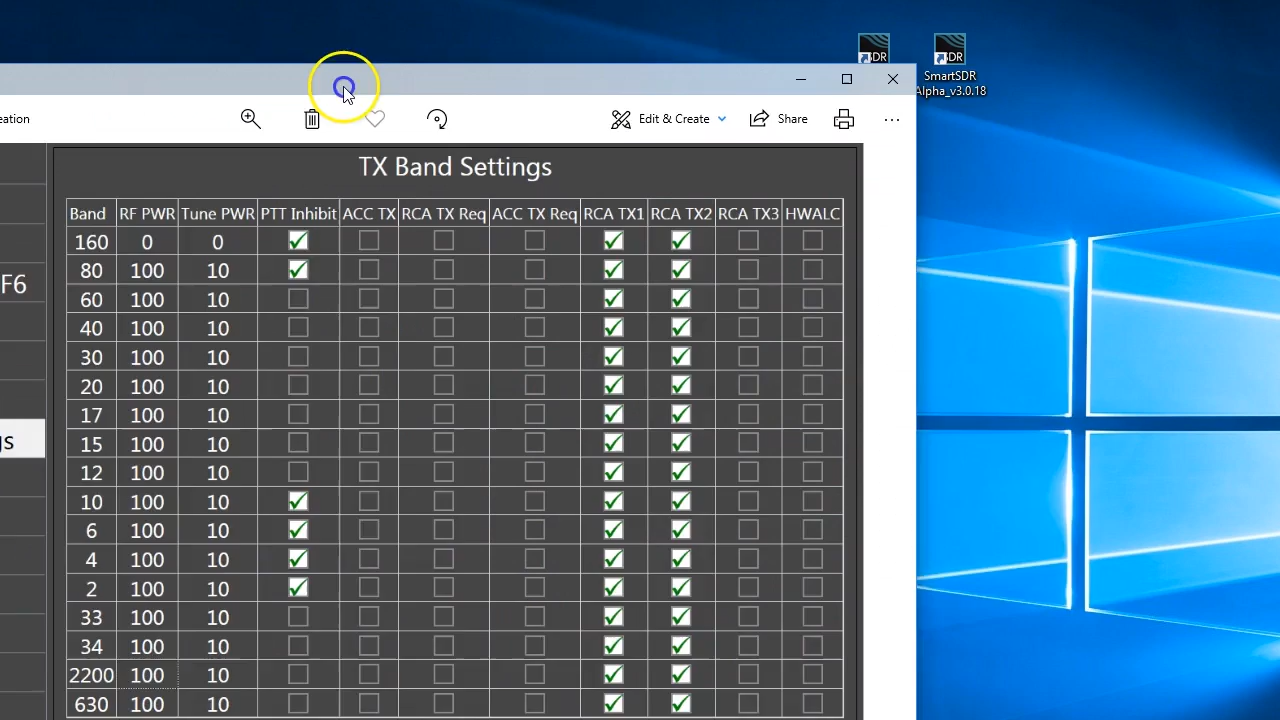 SDR
SmartSDR
Alpha_v3.0.18
eation
Edit & Create
Share
TX Band Settings
Band RF PWR Tune PWR PTT Inhibit ACC TX RCA TX Req ACC TX Req RCA TX1 RCA TX2 RCA TX3 HWALC
160 0 0
80 100 10
F6
60 100 10
40 100 10
30 100 10
20 100 10
17 100 10
gs
15 100 10
12 100 10
10 100 10
6 100 10
4 100 10
2 100 10
33 100 10
34 100 10
2200 100 10
630 100 10